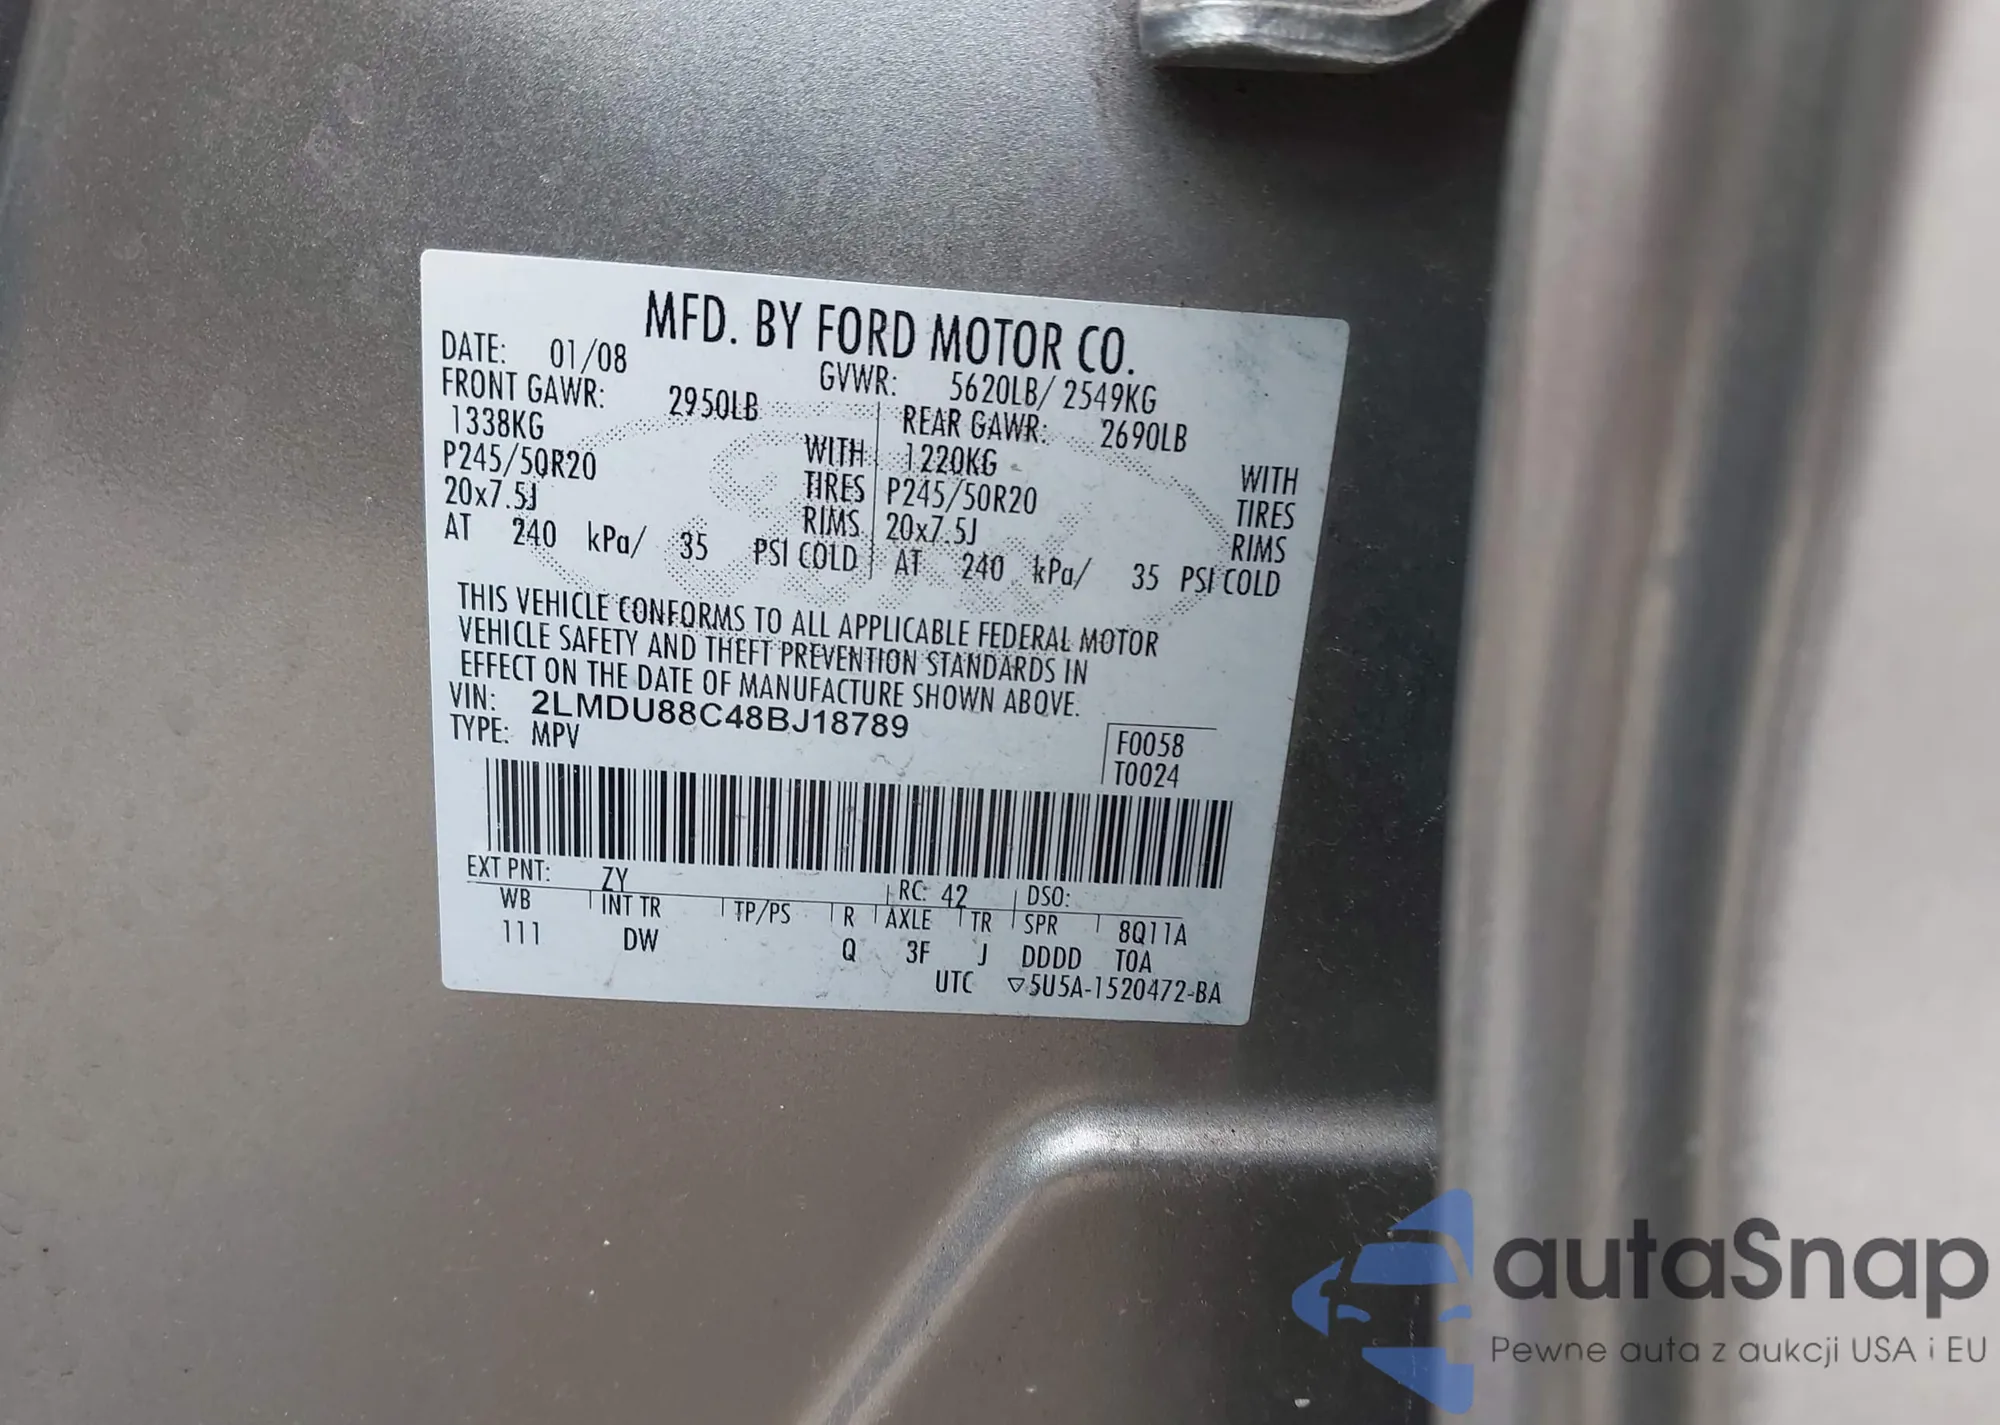 MFD. BY FORD MOTOR CO.
DATE: 01/08
GVWR: 5620LB/ 2549KG
FRONT GAWR: 2950LB
1338KG WITH
P245/50R20 TIRES
20x7.5J RIMS
AT 240 kPa/ 35 PSI COLD
REAR GAWR: 2690LB
1220KG WITH
P245/50R20 TIRES
20x7.5J RIMS
AT 240 kPa/ 35 PSI COLD
THIS VEHICLE CONFORMS TO ALL APPLICABLE FEDERAL MOTOR
VEHICLE SAFETY AND THEFT PREVENTION STANDARDS IN
EFFECT ON THE DATE OF MANUFACTURE SHOWN ABOVE.
VIN: 2LMDU88C48BJ18789
TYPE: MPV
F0058
T0024
EXT PNT: ZY RC: 42 DSO:
WB INT TR TP/PS R AXLE TR SPR 8Q11A
111 DW Q 3F J DDDD TOA
UTC ▽5U5A-1520472-BA
autaSnap
Pewne auta z aukcji USA i EU